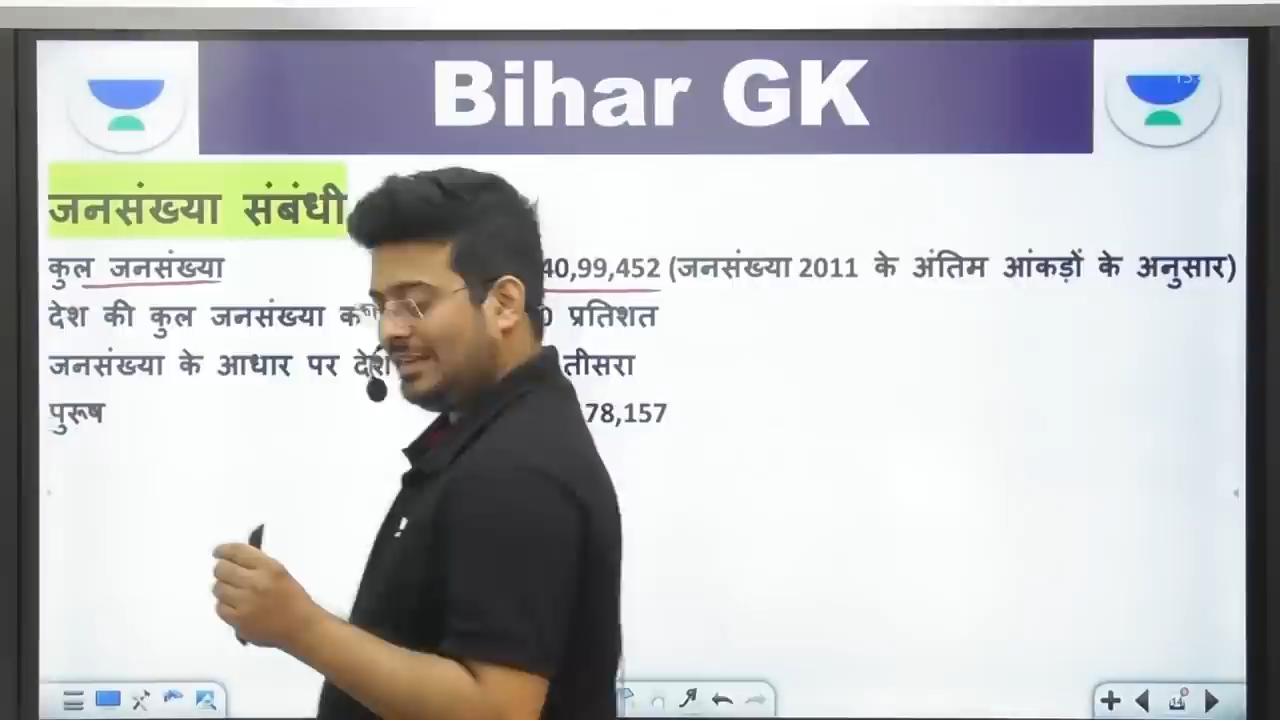 Bihar GK
जनसंख्या संबंधी
कुल जनसंख्या 40,99,452 (जनसंख्या 2011 के अंतिम आंकड़ों के अनुसार)
देश की कुल जनसंख्या 0 प्रतिशत
जनसंख्या के आधार पर तीसरा
पुरूष 78,157